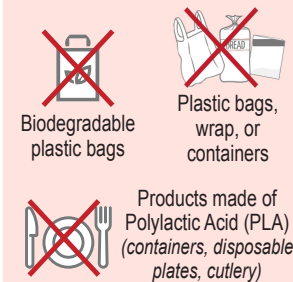 BREAD
Biodegradable
plastic bags
Plastic bags,
wrap, or
containers
Products made of
Polylactic Acid (PLA)
(containers, disposable
plates, cutlery)